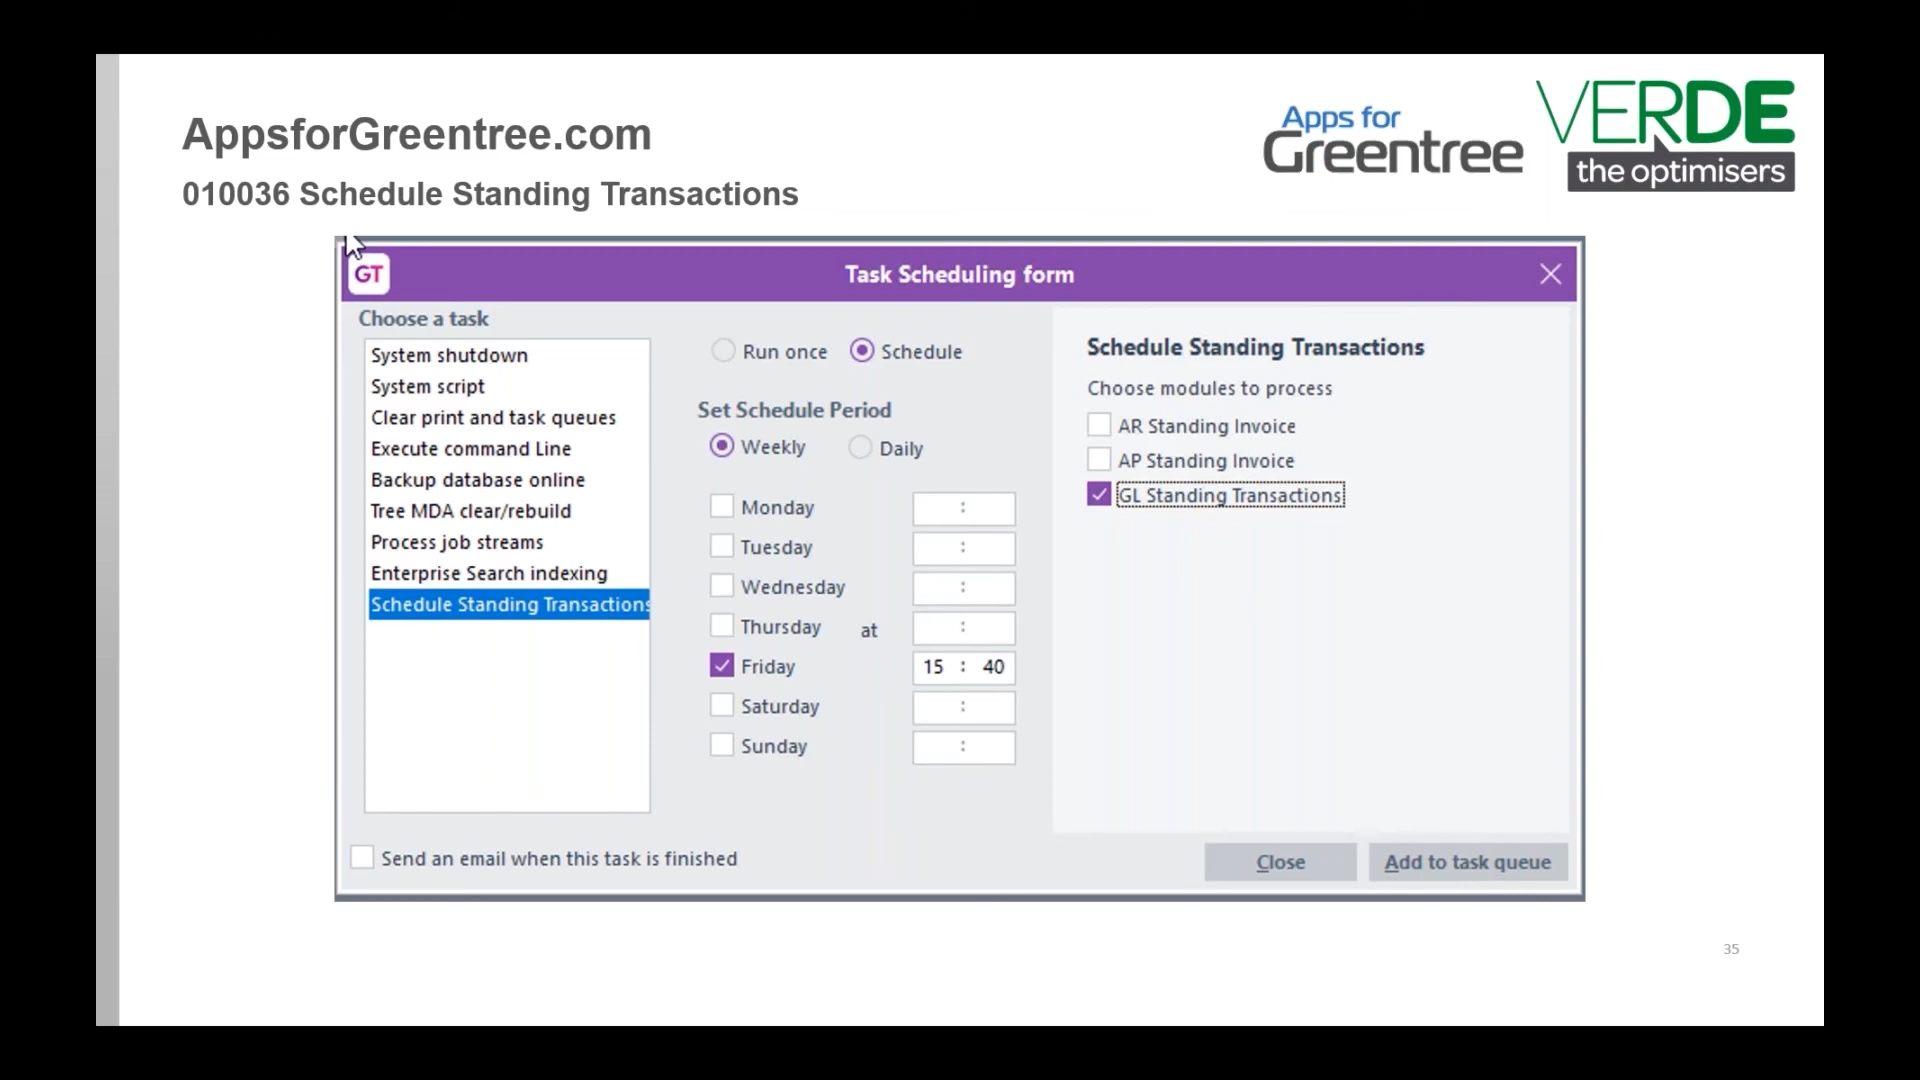 AppsforGreentree.com
010036 Schedule Standing Transactions
Apps for
Greentree
VERDE
the optimisers
GT
Task Scheduling form
Choose a task
System shutdown
System script
Clear print and task queues
Execute command Line
Backup database online
Tree MDA clear/rebuild
Process job streams
Enterprise Search indexing
Schedule Standing Transactions
Run once Schedule
Set Schedule Period
Weekly Daily
Monday :
Tuesday :
Wednesday :
Thursday at :
Friday 15 : 40
Saturday :
Sunday :
Schedule Standing Transactions
Choose modules to process
AR Standing Invoice
AP Standing Invoice
GL Standing Transactions
Send an email when this task is finished
Close Add to task queue
35